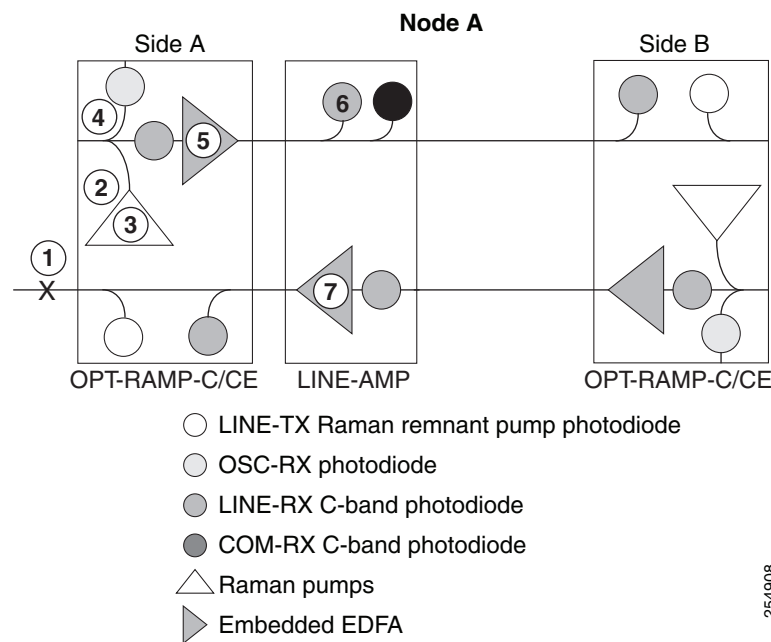 Node A
Side A
Side B
4
6
5
2
3
1
X
7
OPT-RAMP-C/CE
LINE-AMP
OPT-RAMP-C/CE
LINE-TX Raman remnant pump photodiode
OSC-RX photodiode
LINE-RX C-band photodiode
COM-RX C-band photodiode
Raman pumps
Embedded EDFA
254908